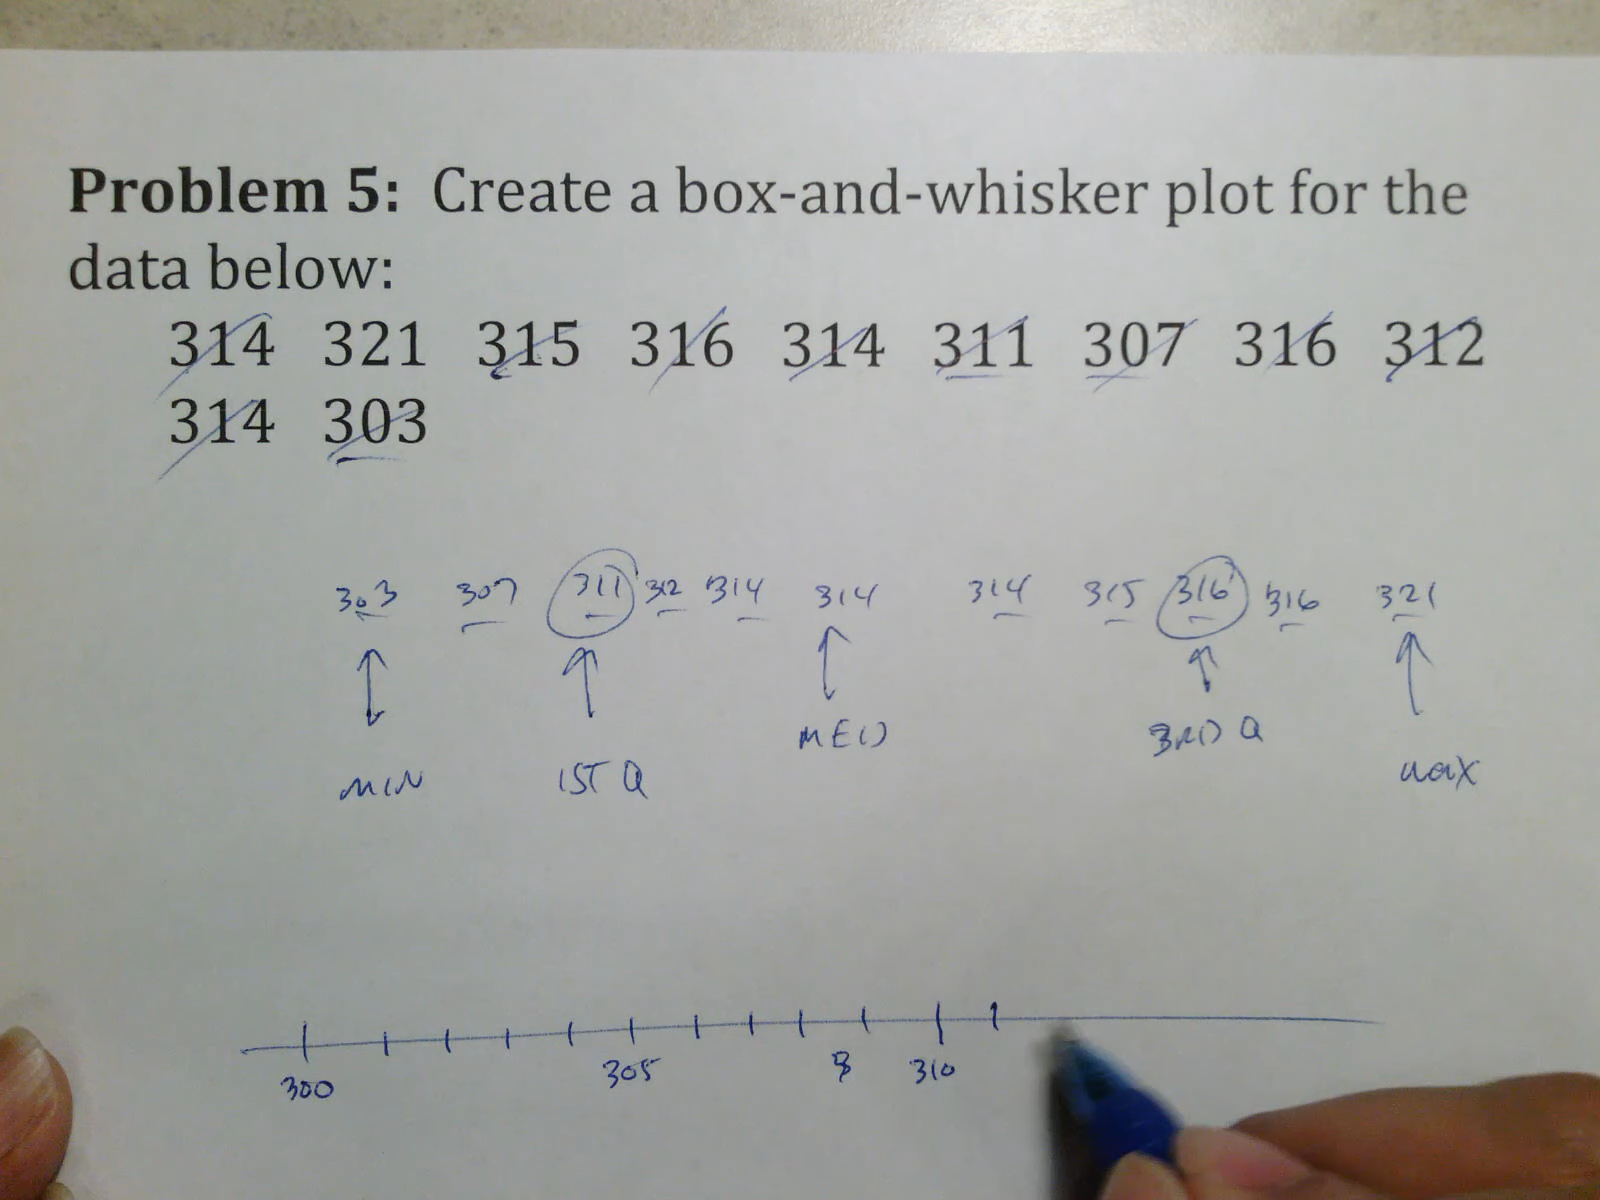 Problem 5: Create a box-and-whisker plot for the
data below:
314 321 315 316 314 311 307 316 312
314 303
303 307 311 312 314 314 314 315 316 316 321
MIN 1ST Q MED 3RD Q MAX
300 305 310